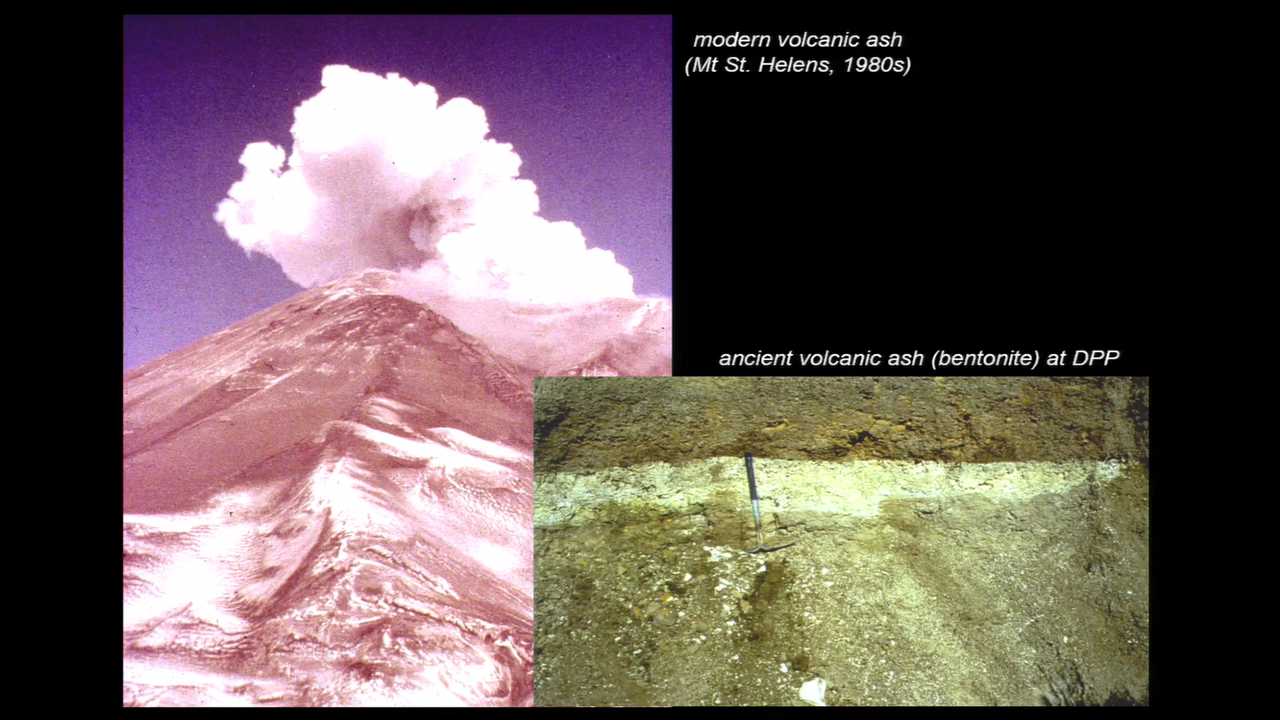 modern volcanic ash
(Mt St. Helens, 1980s)
ancient volcanic ash (bentonite) at DPP